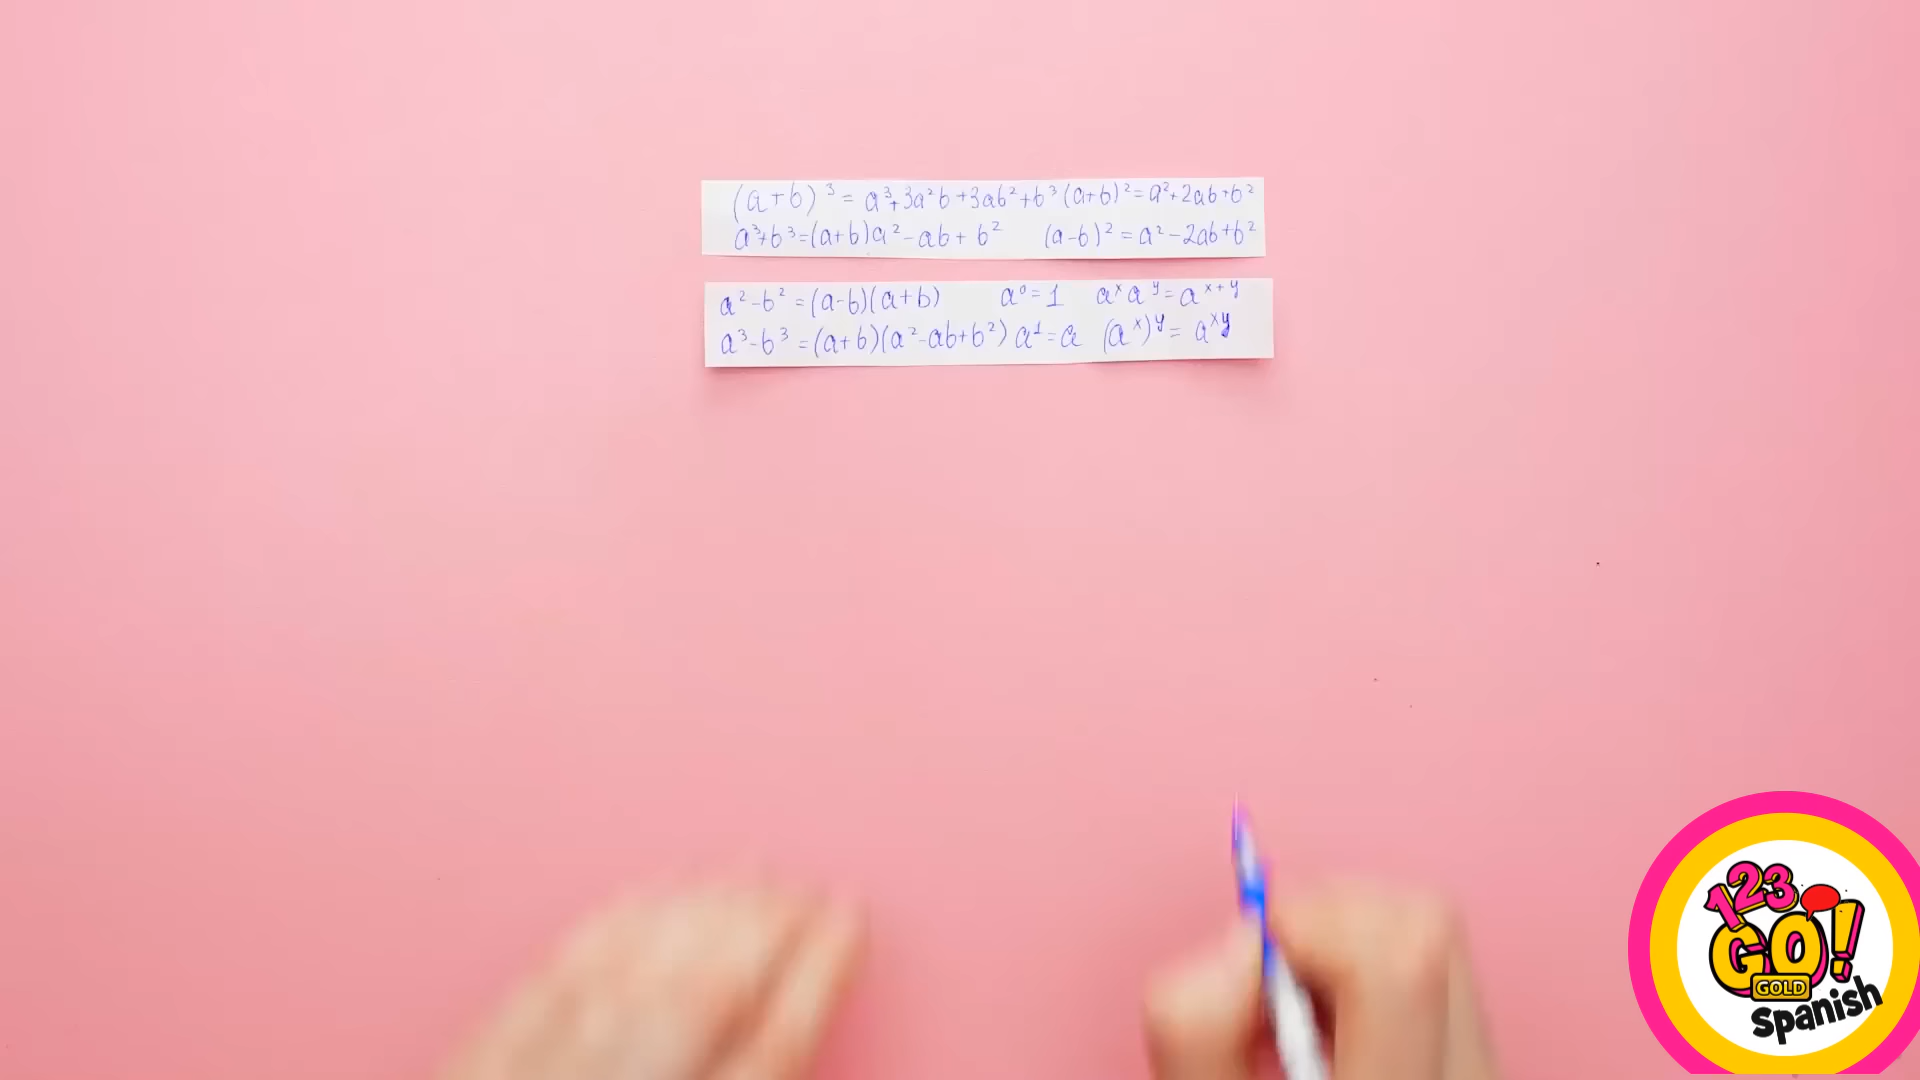 (a+b)³ = a³+3a²b+3ab²+b³ (a+b)²=a²+2ab+b²
a³+b³=(a+b)a²-ab+b² (a-b)²=a²-2ab+b²
a²-b²=(a-b)(a+b) a⁰=1 aˣaʸ=aˣ⁺ʸ
a³-b³=(a+b)(a²-ab+b²) a¹=a (aˣ)ʸ=aˣʸ
123
GO!
GOLD
Spanish